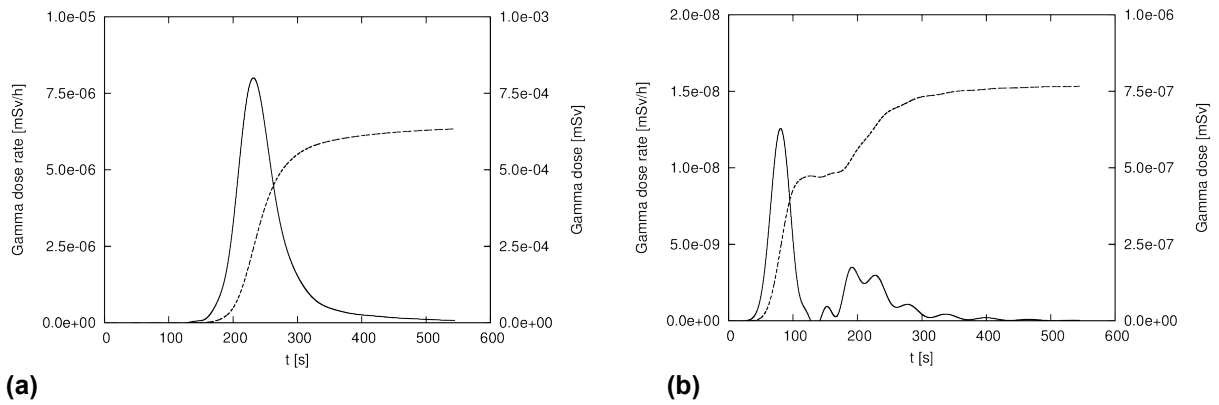 1.0e-05
7.5e-06
5.0e-06
2.5e-06
0.0e+00
Gamma dose rate [mSv/h]
1.0e-03
7.5e-04
5.0e-04
2.5e-04
0.0e+00
Gamma dose [mSv]
0 100 200 300 400 500 600
t [s]
(a)
2.0e-08
1.5e-08
1.0e-08
5.0e-09
0.0e+00
Gamma dose rate [mSv/h]
1.0e-06
7.5e-07
5.0e-07
2.5e-07
0.0e+00
Gamma dose [mSv]
0 100 200 300 400 500 600
t [s]
(b)